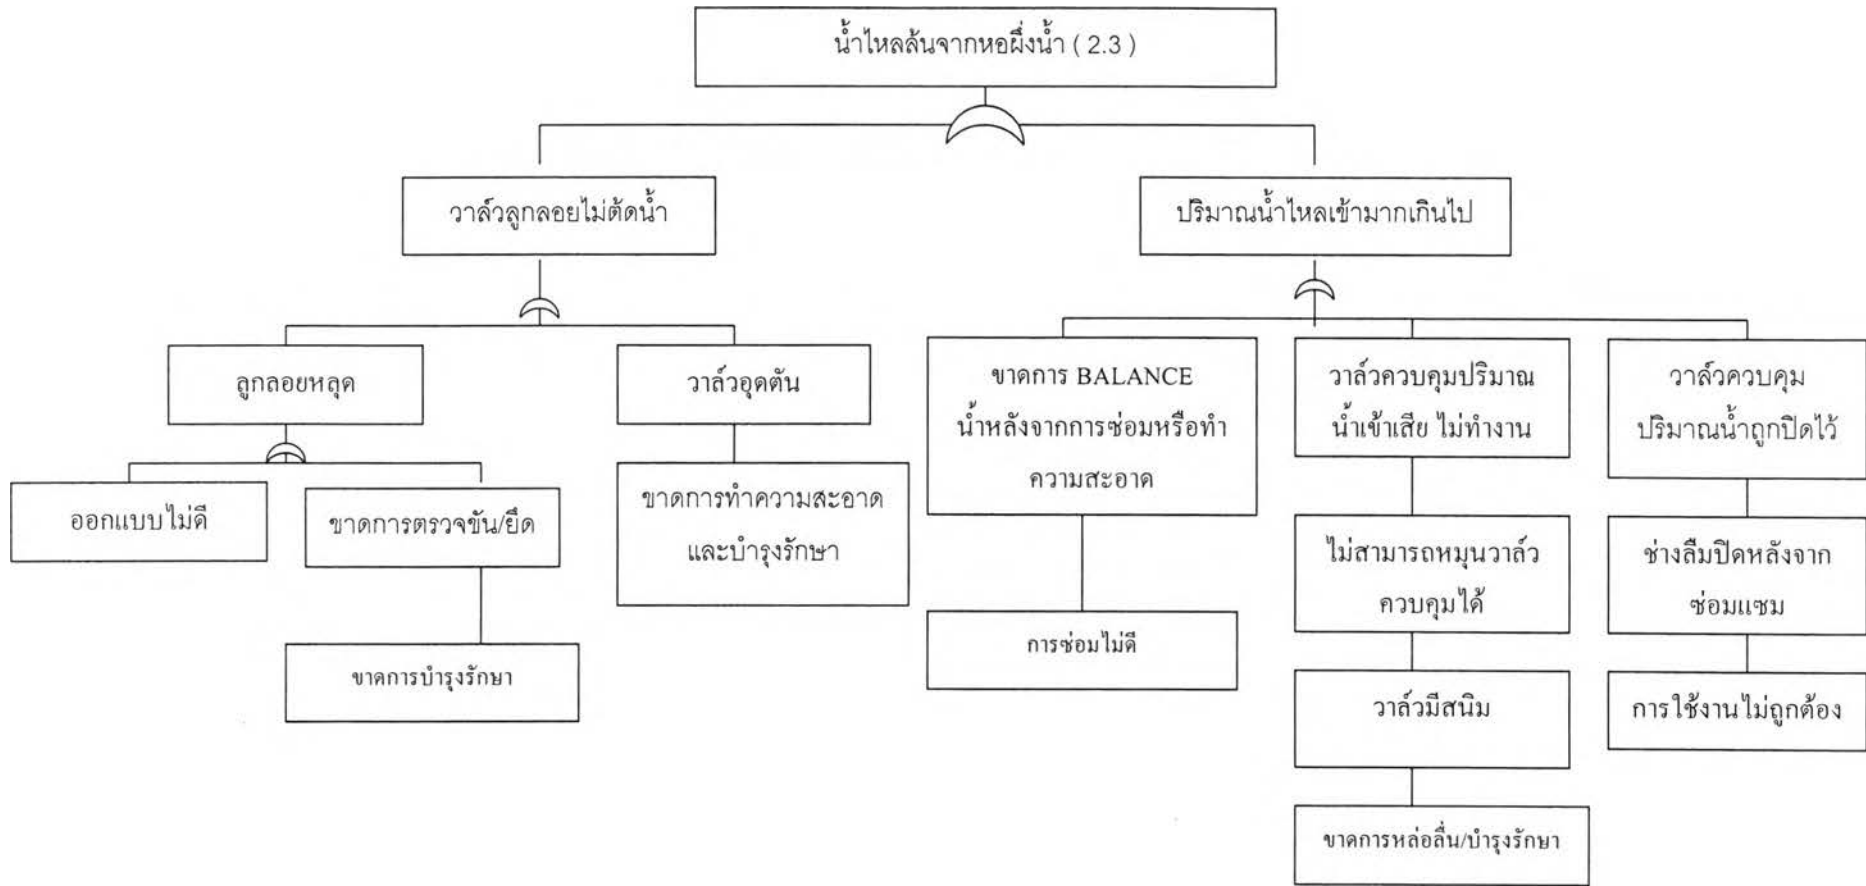 น้ำไหลล้นจากหอผึ่งน้ำ ( 2.3 )
วาล์วลูกลอยไม่ตัดน้ำ
ปริมาณน้ำไหลเข้ามากเกินไป
ลูกลอยหลุด
วาล์วอุดตัน
ขาดการ BALANCE
น้ำหลังจากการซ่อมหรือทำ
ความสะอาด
วาล์วควบคุมปริมาณ
น้ำเข้าเสีย ไม่ทำงาน
วาล์วควบคุม
ปริมาณน้ำถูกปิดไว้
ออกแบบไม่ดี
ขาดการตรวจขัน/ยึด
ขาดการทำความสะอาด
และบำรุงรักษา
ไม่สามารถหมุนวาล์ว
ควบคุมได้
ช่างลืมปิดหลังจาก
ซ่อมแซม
ขาดการบำรุงรักษา
การซ่อมไม่ดี
วาล์วมีสนิม
การใช้งานไม่ถูกต้อง
ขาดการหล่อลื่น/บำรุงรักษา